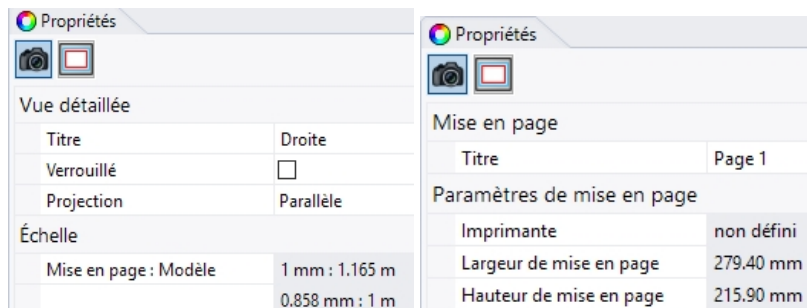 Propriétés
Vue détaillée
Titre Droite
Verrouillé
Projection Parallèle
Échelle
Mise en page : Modèle 1 mm : 1.165 m
0.858 mm : 1 m
Propriétés
Mise en page
Titre Page 1
Paramètres de mise en page
Imprimante non défini
Largeur de mise en page 279.40 mm
Hauteur de mise en page 215.90 mm